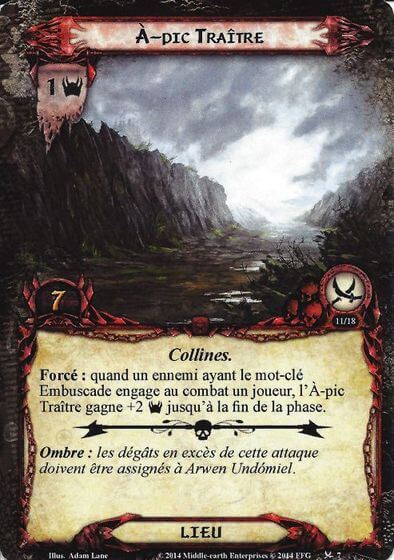 À-pic Traître
1
7
11/18
Collines.
Forcé : quand un ennemi ayant le mot-clé
Embuscade engage au combat un joueur, l'À-pic
Traître gagne +2 jusqu'à la fin de la phase.
Ombre : les dégâts en excès de cette attaque
doivent être assignés à Arwen Undómiel.
LIEU
Illus. Adam Lane © 2014 Middle-earth Enterprises © 2014 FFG 7